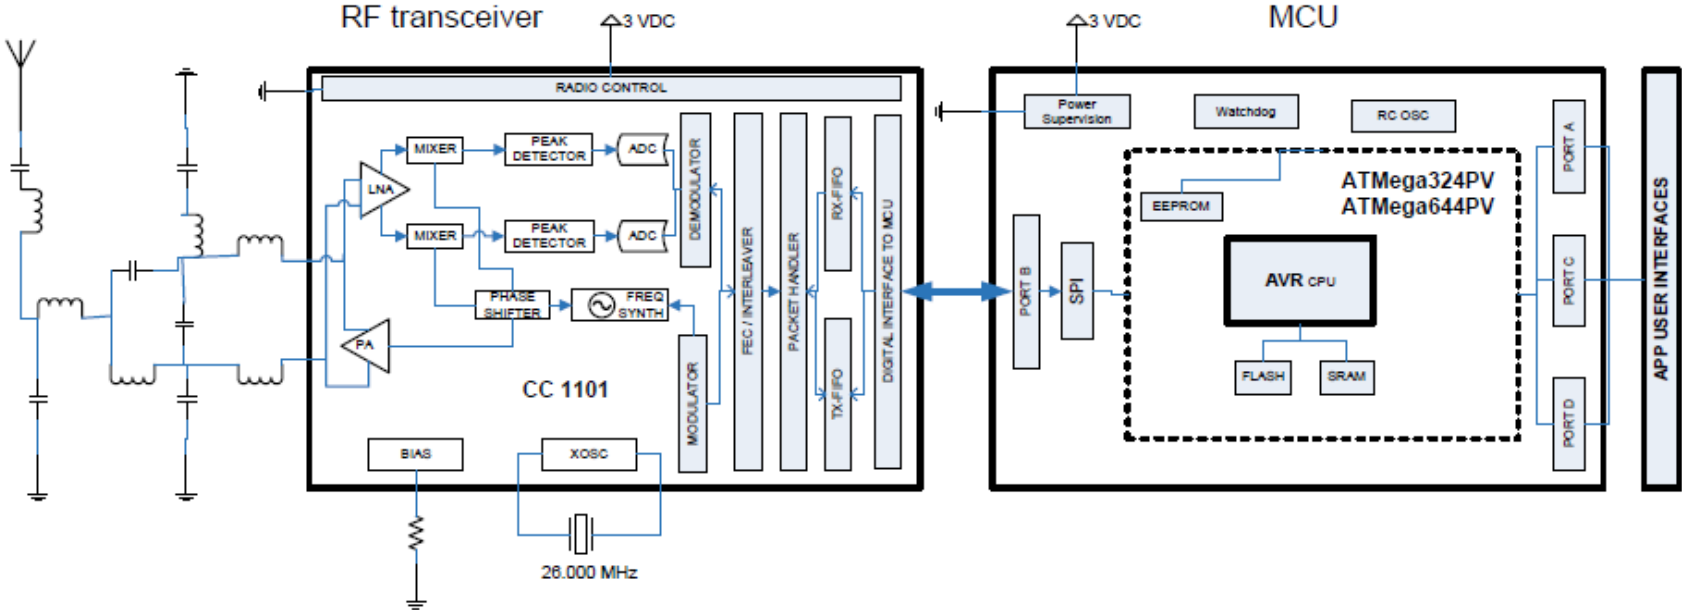 RF transceiver
MCU
3 VDC
3 VDC
RADIO CONTROL
MIXER
PEAK
DETECTOR
ADC
LNA
MIXER
PEAK
DETECTOR
ADC
PHASE
SHIFTER
FREQ
SYNTH
PA
CC 1101
DEMODULATOR
MODULATOR
FEC / INTERLEAVER
PACKET HANDLER
RX-FIFO
TX-FIFO
DIGITAL INTERFACE TO MCU
BIAS
XOSC
26.000 MHz
Power
Supervision
Watchdog
RC OSC
ATMega324PV
ATMega644PV
EEPROM
PORT B
SPI
AVR CPU
FLASH
SRAM
PORT A
PORT C
PORT D
APP USER INTERFACES